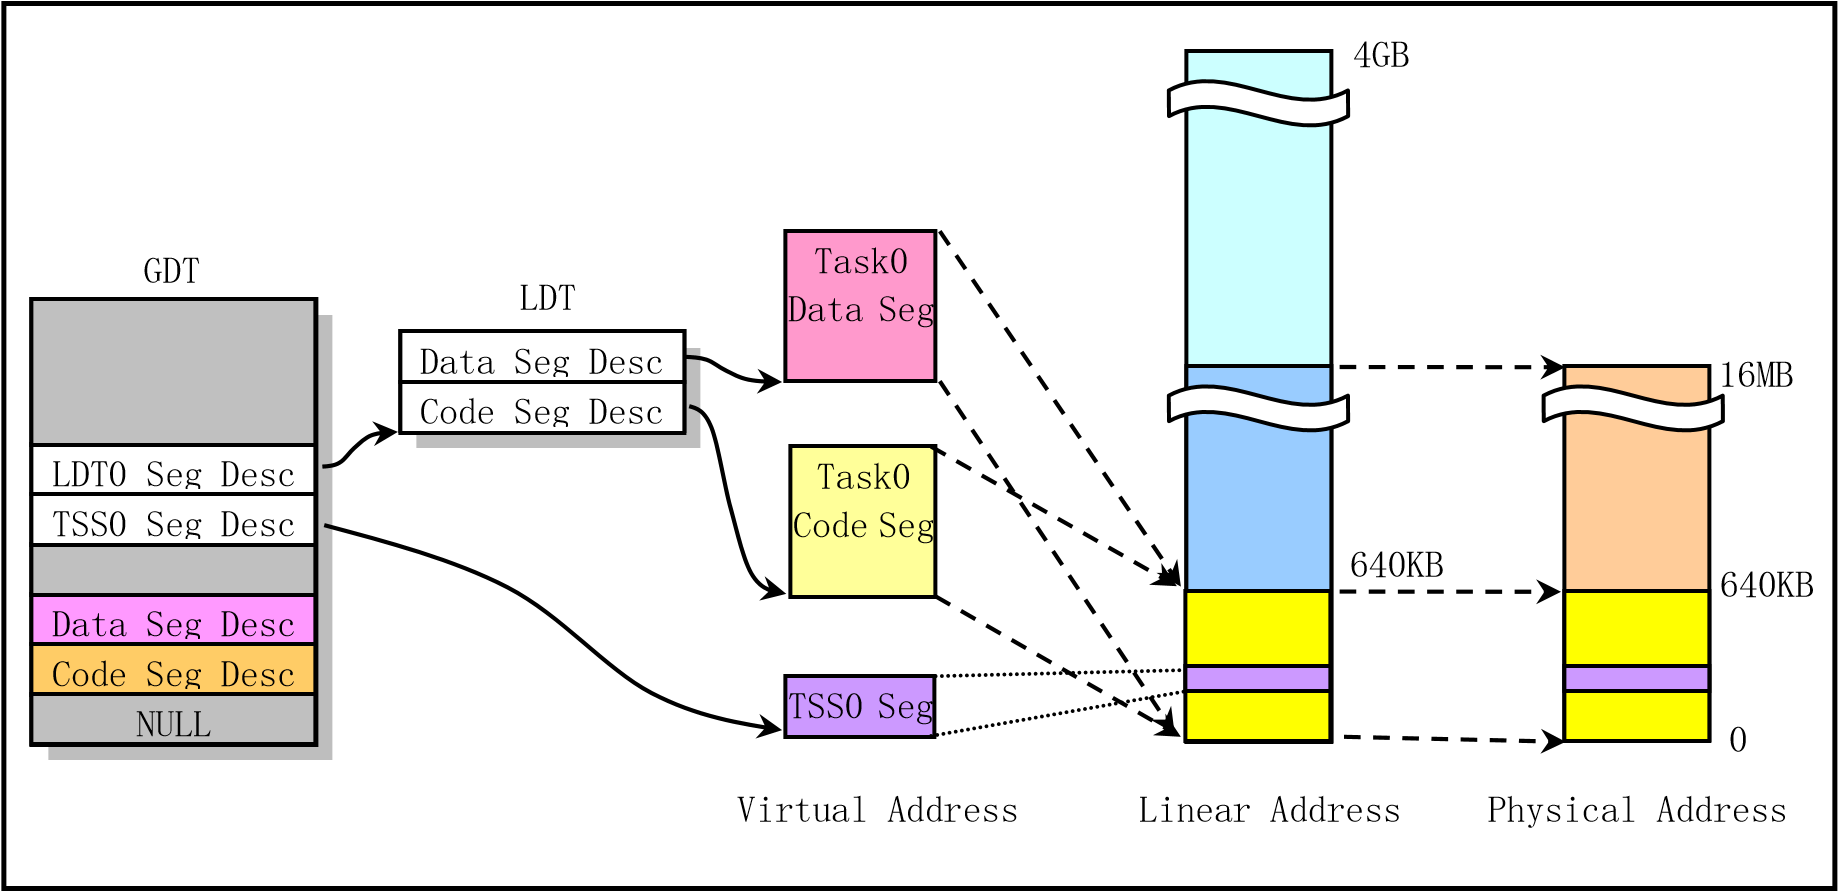 4GB
GDT
LDT
Task0
Data Seg
Data Seg Desc
Code Seg Desc
16MB
LDT0 Seg Desc
TSS0 Seg Desc
Task0
Code Seg
640KB
640KB
Data Seg Desc
Code Seg Desc
NULL
TSS0 Seg
0
Virtual Address
Linear Address
Physical Address